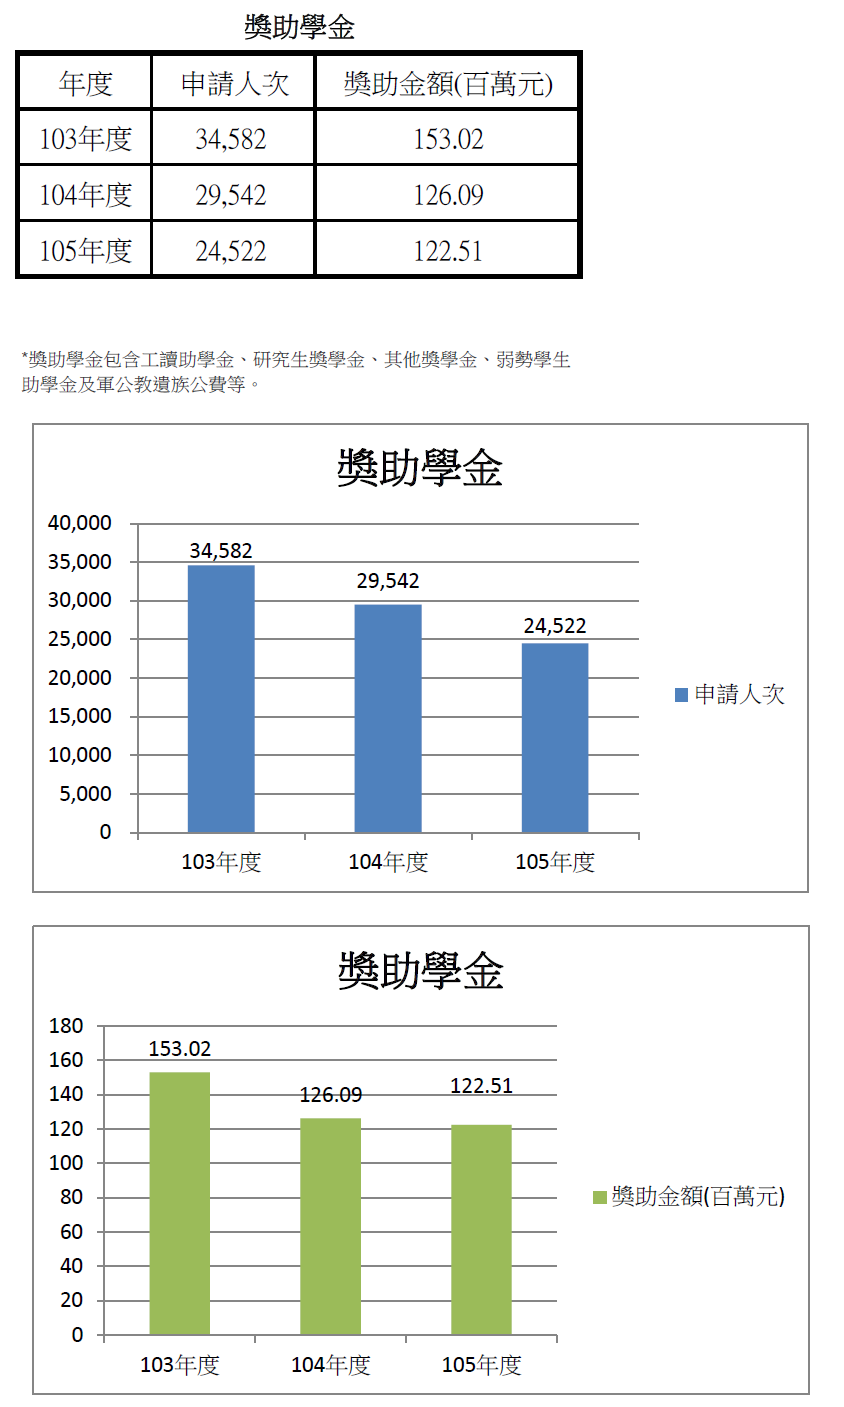 獎助學金
年度 申請人次 獎助金額(百萬元)
103年度 34,582 153.02
104年度 29,542 126.09
105年度 24,522 122.51
*獎助學金包含工讀助學金、研究生獎學金、其他獎學金、弱勢學生
助學金及軍公教遺族公費等。
獎助學金
40,000
35,000
30,000
25,000
20,000
15,000
10,000
5,000
0
34,582
29,542
24,522
103年度 104年度 105年度
申請人次
獎助學金
180
160
140
120
100
80
60
40
20
0
153.02
126.09
122.51
103年度 104年度 105年度
獎助金額(百萬元)